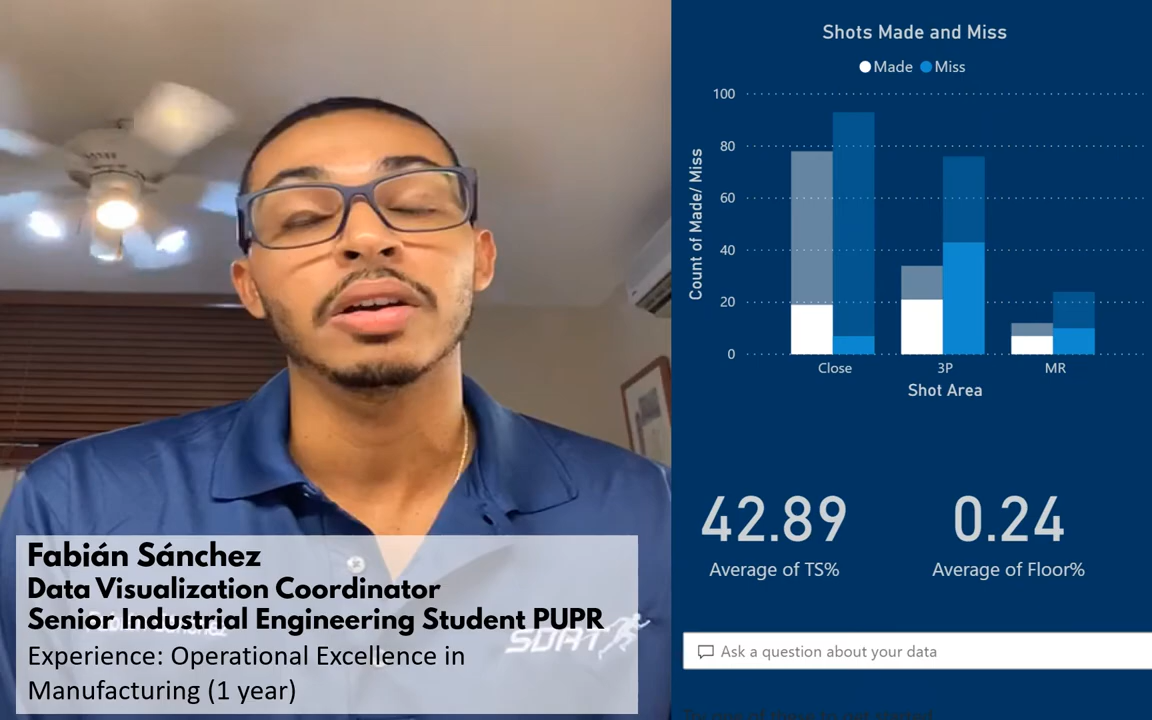 Fabián Sánchez
Data Visualization Coordinator
Senior Industrial Engineering Student PUPR
Experience: Operational Excellence in
Manufacturing (1 year)
SDRT
Shots Made and Miss
Made Miss
Count of Made/ Miss
100
80
60
40
20
0
Close 3P MR
Shot Area
42.89 0.24
Average of TS% Average of Floor%
Ask a question about your data